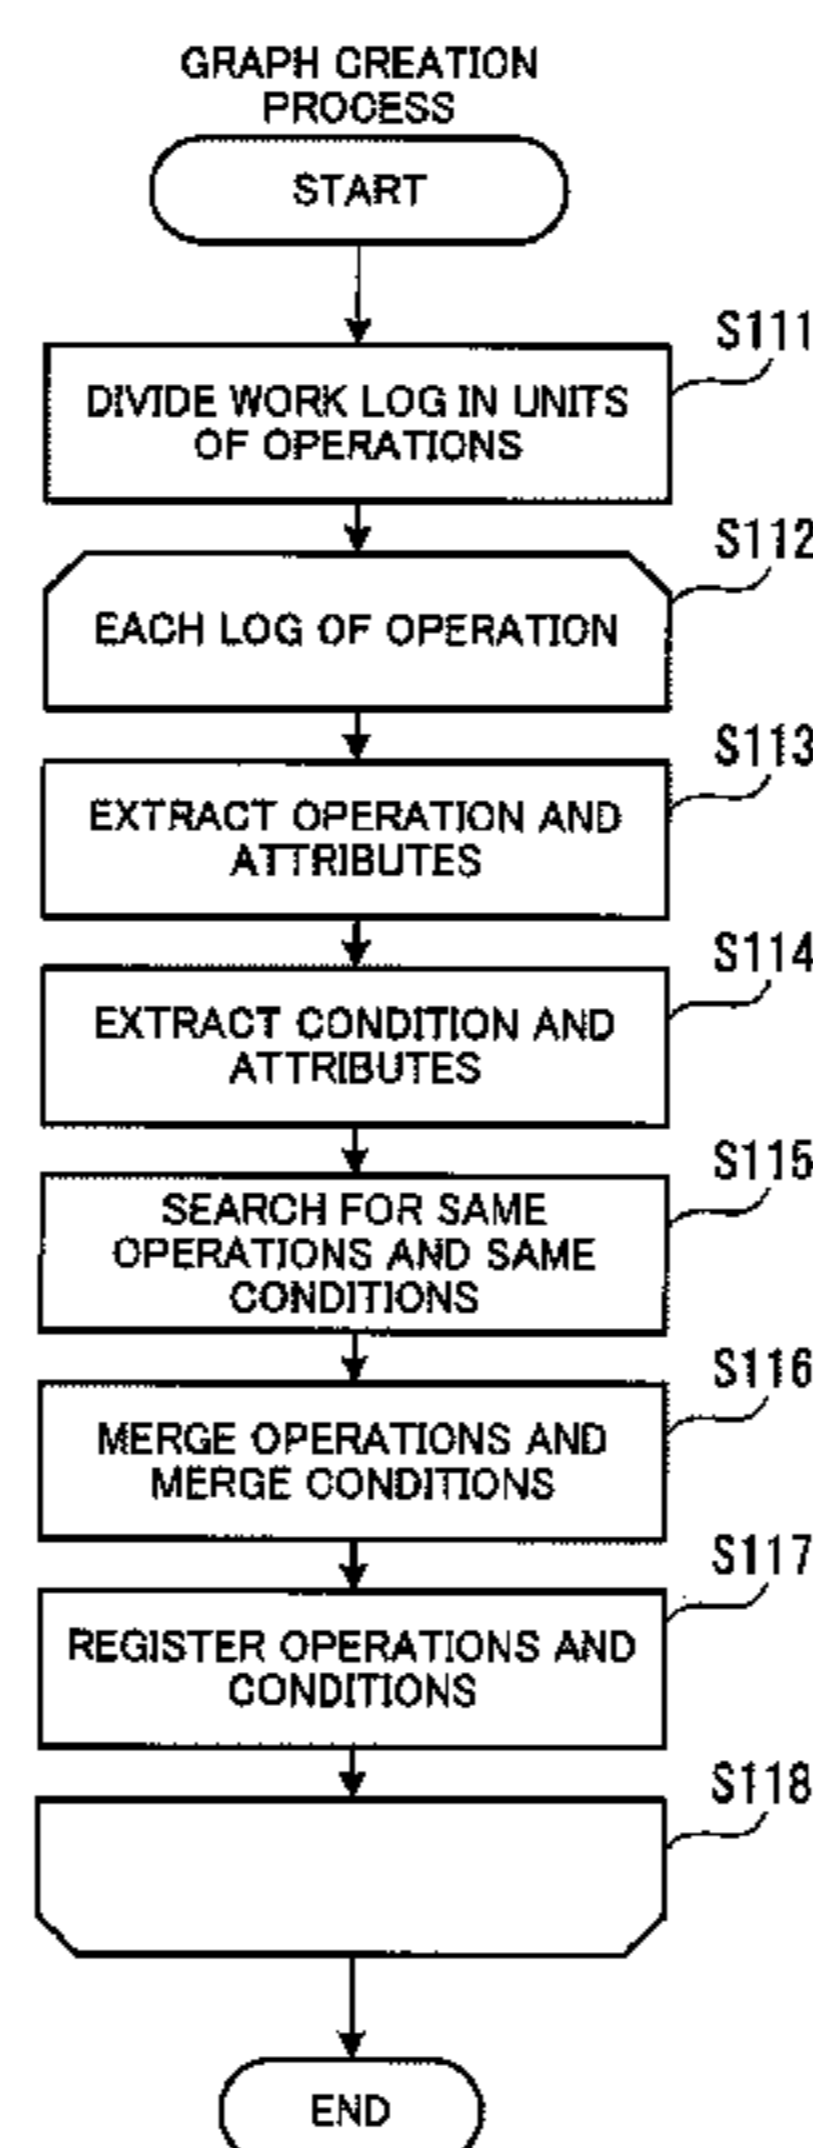 GRAPH CREATION
PROCESS
START
S111
DIVIDE WORK LOG IN UNITS
OF OPERATIONS
S112
EACH LOG OF OPERATION
S113
EXTRACT OPERATION AND
ATTRIBUTES
S114
EXTRACT CONDITION AND
ATTRIBUTES
S115
SEARCH FOR SAME
OPERATIONS AND SAME
CONDITIONS
S116
MERGE OPERATIONS AND
MERGE CONDITIONS
S117
REGISTER OPERATIONS AND
CONDITIONS
S118
END